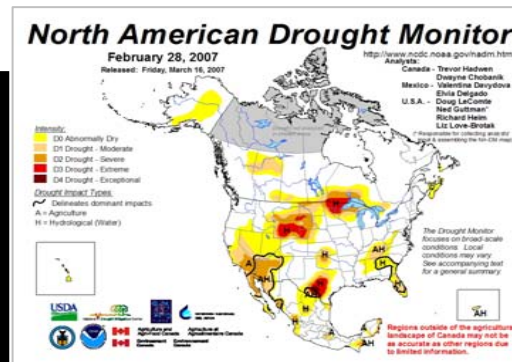 North American Drought Monitor
February 28, 2007
Released: Friday, March 16, 2007
http://www.ncdc.noaa.gov/nadm.html
Analysts:
Canada - Trevor Hadwen
Dwayne Chobanik
Mexico - Valentina Davydova
Elvia Delgado
U.S.A. - Doug LeComte
Ned Guttman*
Richard Heim
Liz Love-Brotak
Intensity:
D0 Abnormally Dry
D1 Drought - Moderate
D2 Drought - Severe
D3 Drought - Extreme
D4 Drought - Exceptional
Drought Impact Types:
Delineates dominant impacts
A = Agriculture
H = Hydrological (Water)
H
H
A
AH
H
AH
H
H
H
AH
AH
The Drought Monitor
focuses on broad-scale
conditions. Local
conditions may vary.
See accompanying text
for a general summary.
USDA
Regions outside of the agricultural
landscape of Canada may not be
as accurate as other regions due
to limited information.